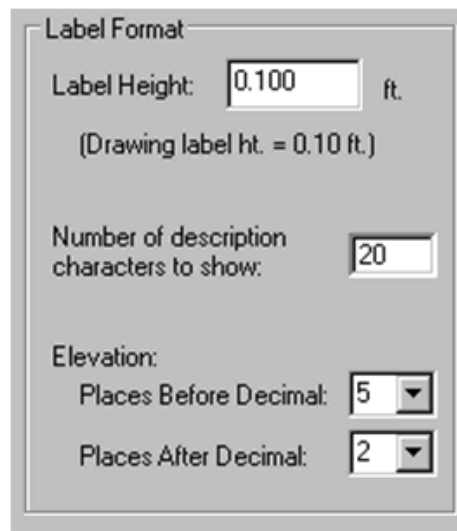 Label Format
Label Height: 0.100 ft.
(Drawing label ht. = 0.10 ft.)
Number of description
characters to show: 20
Elevation:
Places Before Decimal: 5
Places After Decimal: 2